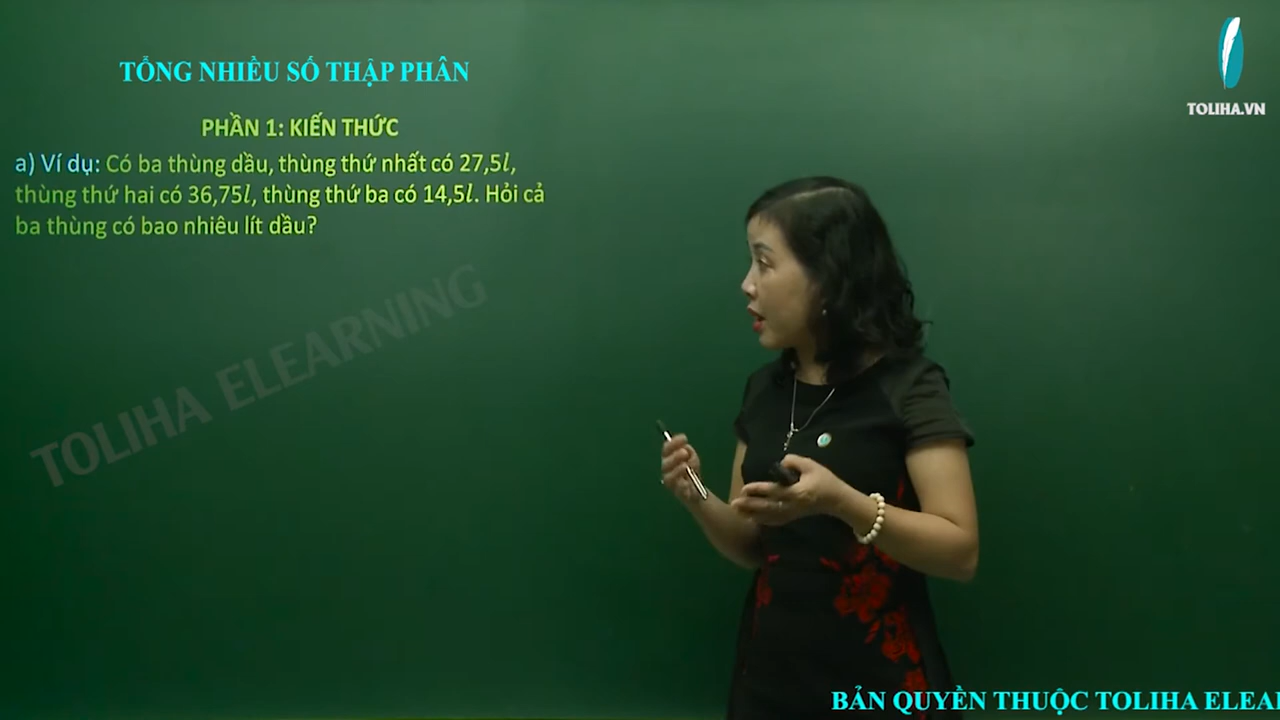 TỔNG NHIỀU SỐ THẬP PHÂN
TOLIHA.VN
PHẦN 1: KIẾN THỨC
a) Ví dụ: Có ba thùng dầu, thùng thứ nhất có 27,5l,
thùng thứ hai có 36,75l, thùng thứ ba có 14,5l. Hỏi cả
ba thùng có bao nhiêu lít dầu?
TOLIHA ELEARNING
BẢN QUYỀN THUỘC TOLIHA ELEA